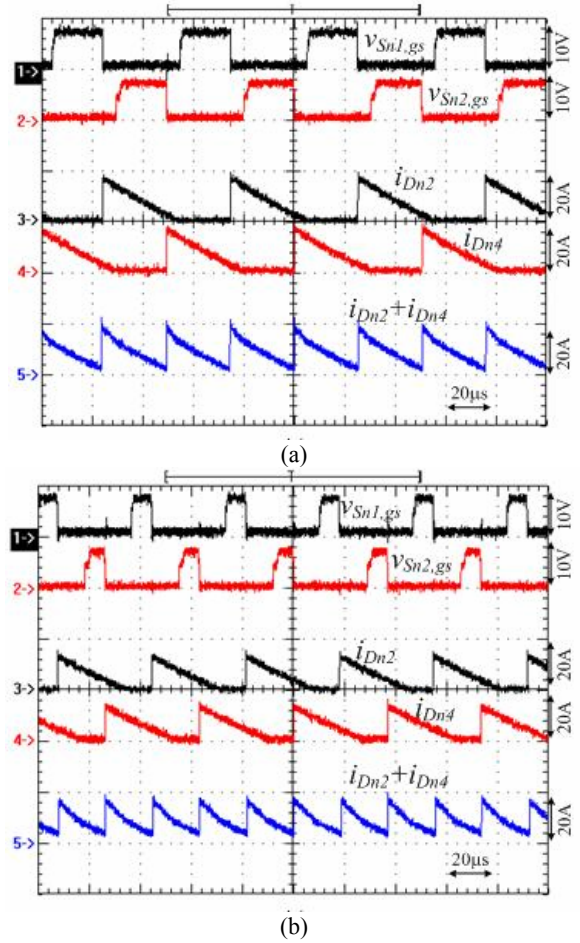 1->
v_{Sn1,gs}
10V
2->
v_{Sn2,gs}
10V
i_{Dn2}
3->
20A
i_{Dn4}
4->
20A
i_{Dn2}+i_{Dn4}
5->
20A
20µs
(a)
1->
v_{Sn1,gs}
10V
2->
v_{Sn2,gs}
10V
i_{Dn2}
3->
20A
i_{Dn4}
4->
20A
i_{Dn2}+i_{Dn4}
5->
20A
20µs
(b)